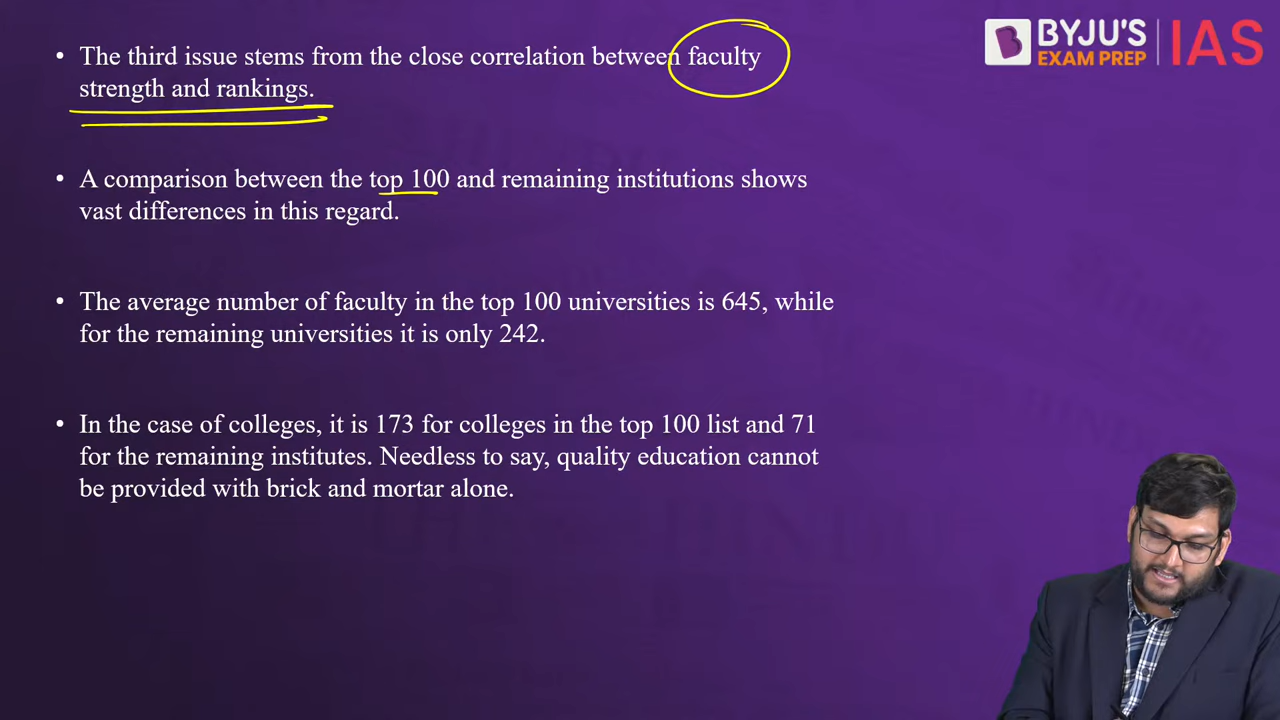 • The third issue stems from the close correlation between faculty
strength and rankings.
• A comparison between the top 100 and remaining institutions shows
vast differences in this regard.
• The average number of faculty in the top 100 universities is 645, while
for the remaining universities it is only 242.
• In the case of colleges, it is 173 for colleges in the top 100 list and 71
for the remaining institutes. Needless to say, quality education cannot
be provided with brick and mortar alone.
BYJU'S
EXAM PREP
IAS